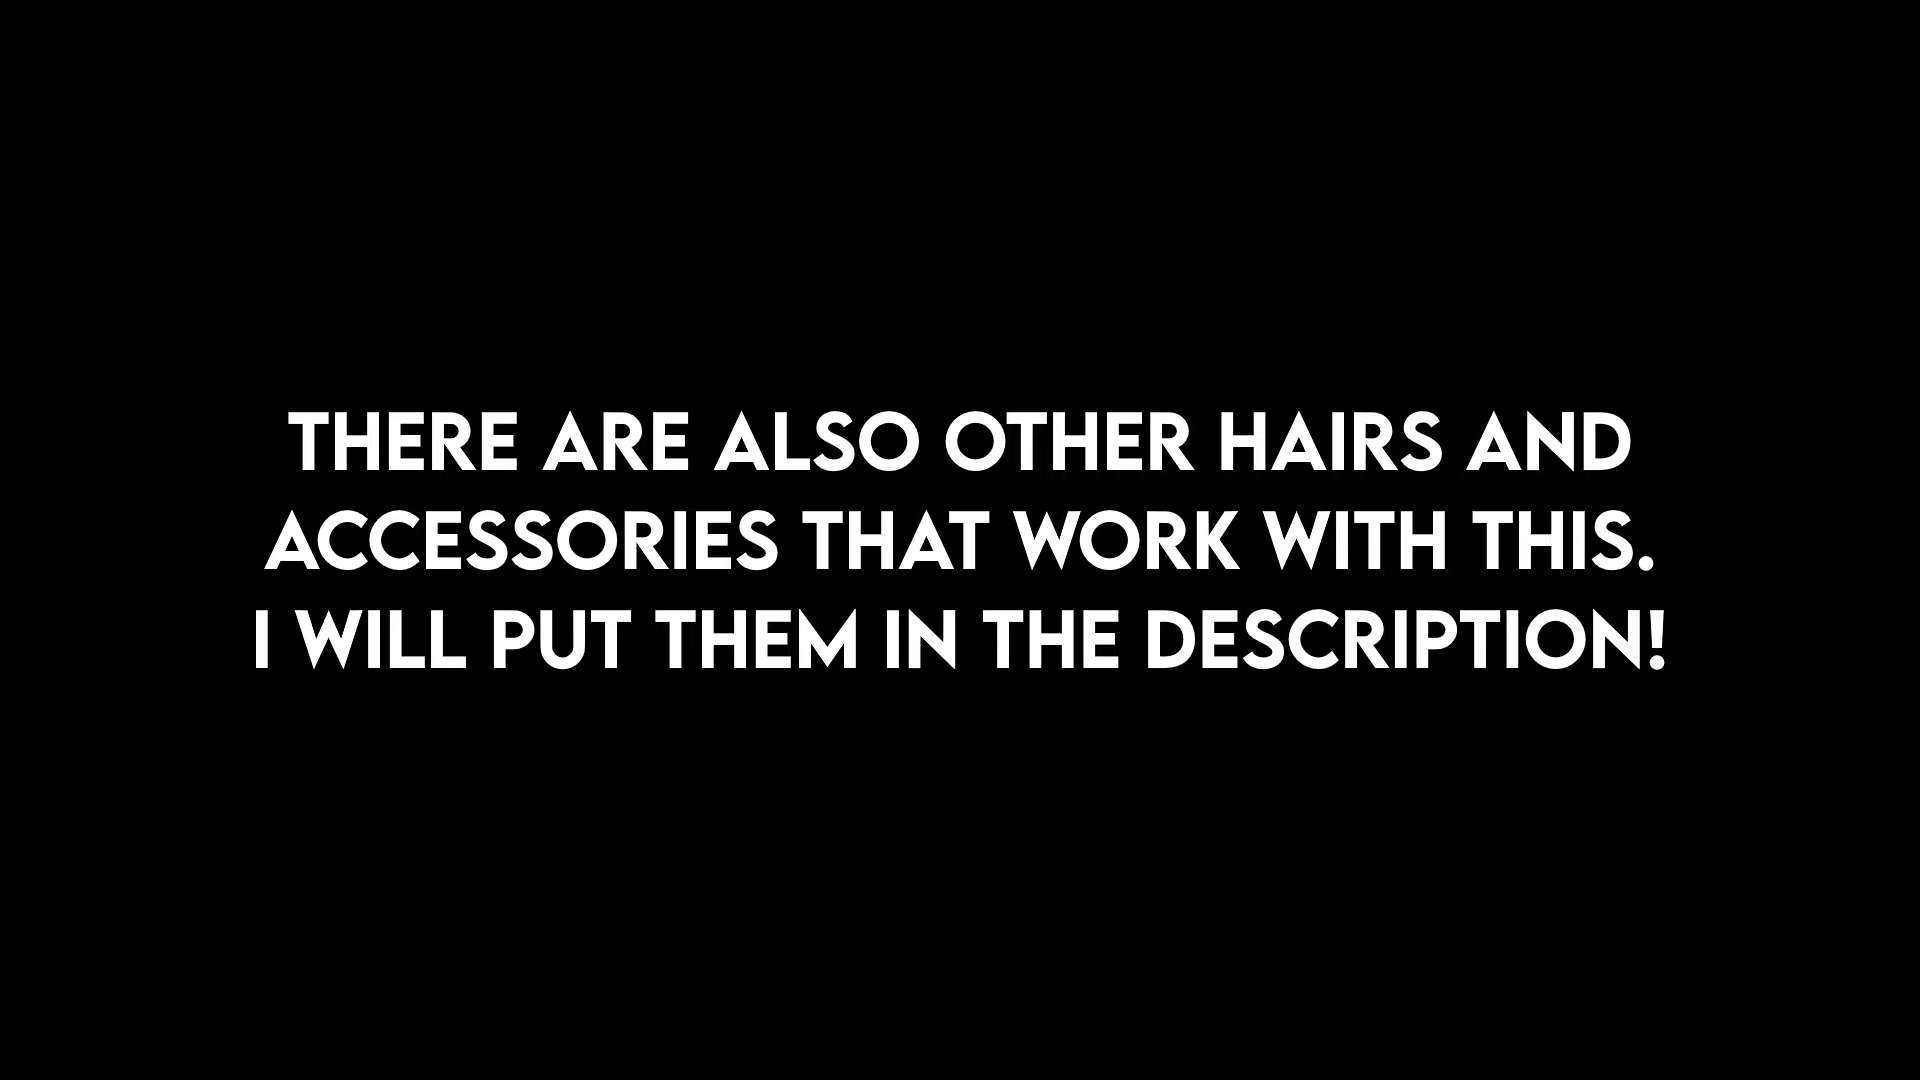 THERE ARE ALSO OTHER HAIRS AND
ACCESSORIES THAT WORK WITH THIS.
I WILL PUT THEM IN THE DESCRIPTION!